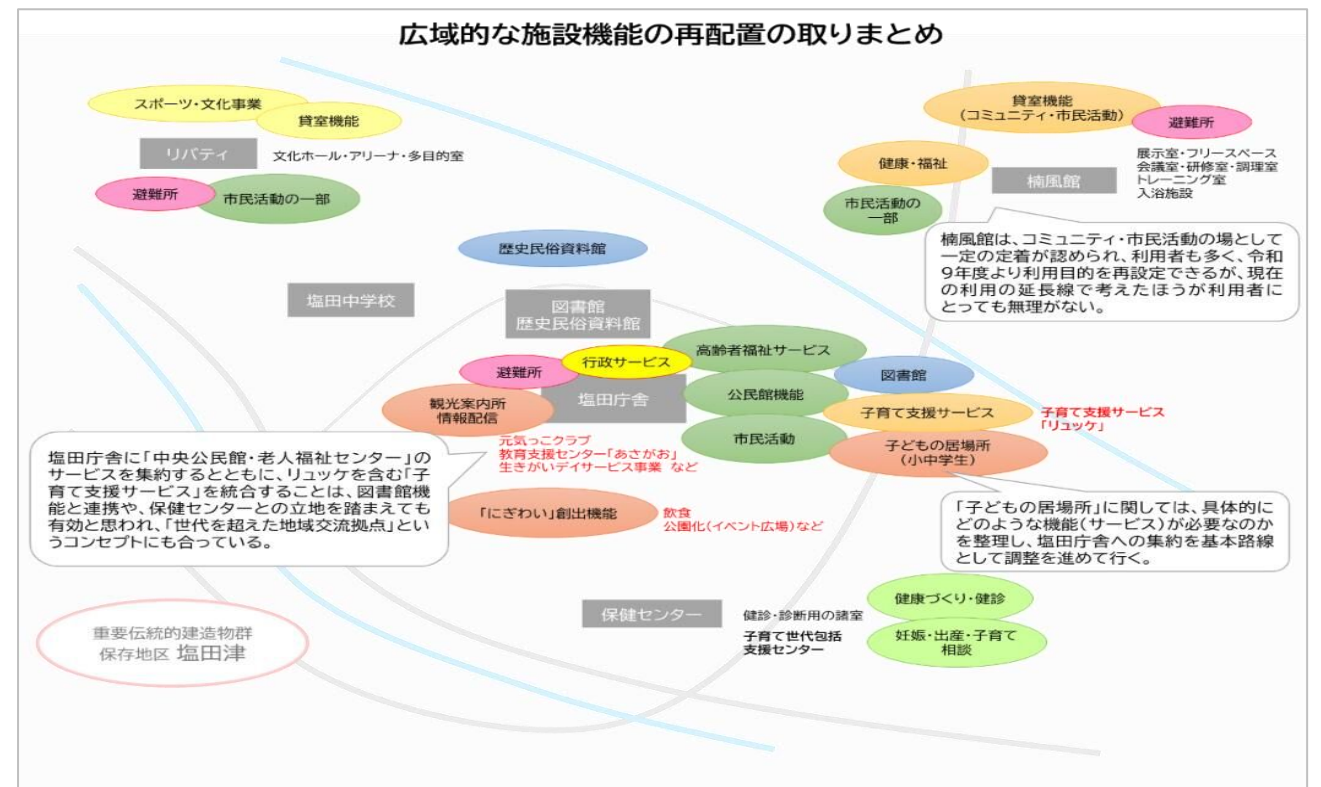 広域的な施設機能の再配置の取りまとめ
スポーツ・文化事業
貸室機能
リバティ
文化ホール・アリーナ・多目的室
避難所
市民活動の一部
貸室機能
(コミュニティ・市民活動)
避難所
健康・福祉
楠風館
展示室・フリースペース
会議室・研修室・調理室
トレーニング室
入浴施設
市民活動の
一部
楠風館は、コミュニティ・市民活動の場として
一定の定着が認められ、利用者も多く、令和
9年度より利用目的を再設定できるが、現在
の利用の延長線で考えたほうが利用者に
とっても無理がない。
歴史民俗資料館
塩田中学校
図書館
歴史民俗資料館
高齢者福祉サービス
行政サービス
避難所
塩田庁舎
公民館機能
図書館
観光案内所
情報配信
子育て支援サービス
子育て支援サービス
「リュッケ」
市民活動
子どもの居場所
(小中学生)
元気っこクラブ
教育支援センター「あさがお」
生きがいデイサービス事業 など
塩田庁舎に「中央公民館・老人福祉センター」の
サービスを集約するとともに、リュッケを含む「子
育て支援サービス」を統合することは、図書館機
能と連携や、保健センターとの立地を踏まえても
有効と思われ、「世代を超えた地域交流拠点」とい
うコンセプトにも合っている。
「にぎわい」創出機能
飲食
公園化(イベント広場)など
「子どもの居場所」に関しては、具体的に
どのような機能(サービス)が必要なのか
を整理し、塩田庁舎への集約を基本路線
として調整を進めて行く。
保健センター
健診・診断用の諸室
子育て世代包括
支援センター
健康づくり・健診
妊娠・出産・子育て
相談
重要伝統的建造物群
保存地区 塩田津